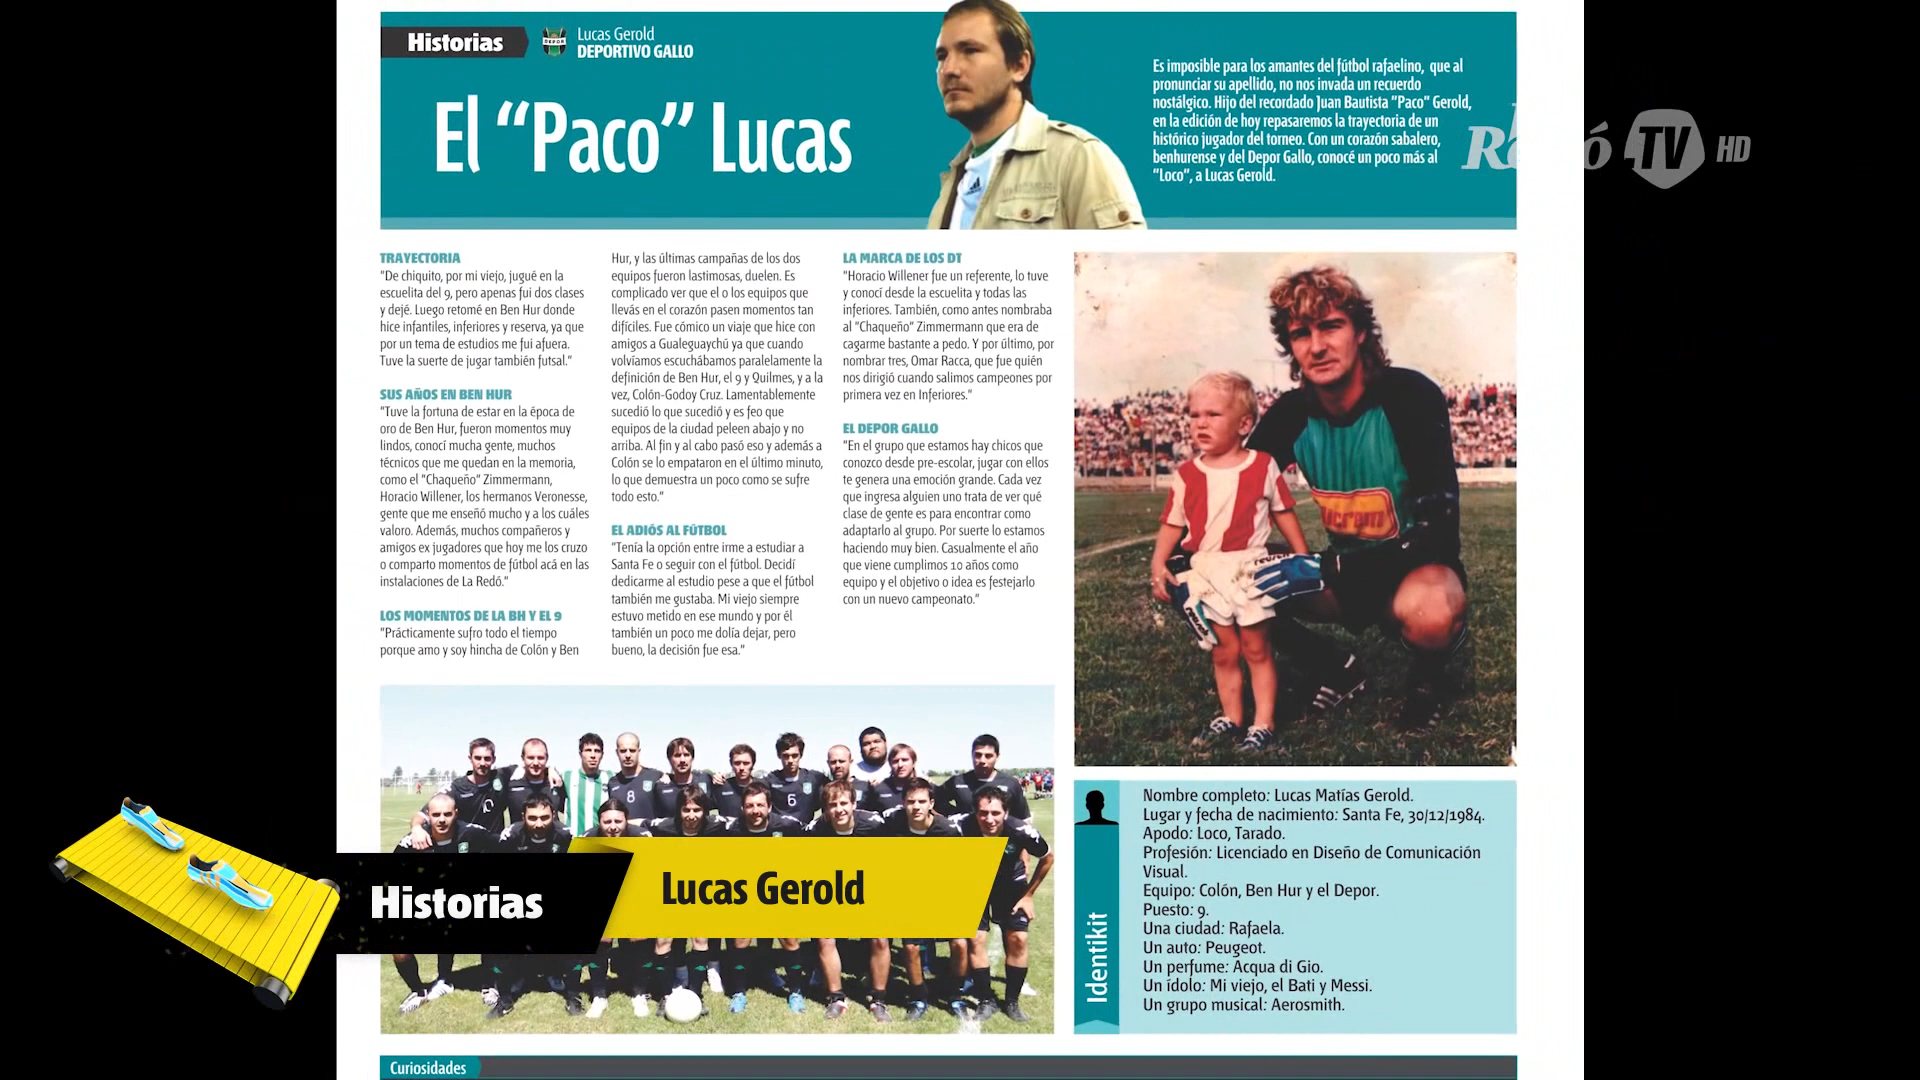 Historias
Lucas Gerold
DEPORTIVO GALLO
El “Paco” Lucas
Es imposible para los amantes del fútbol rafaelino, que al
pronunciar su apellido, no nos invada un recuerdo
nostálgico. Hijo del recordado Juan Bautista “Paco” Gerold,
en la edición de hoy repasaremos la trayectoria de un
histórico jugador del torneo. Con un corazón sabalero,
benhurense y del Depor Gallo, conocé un poco más al
“Loco”, a Lucas Gerold.
TV HD
TRAYECTORIA
“De chiquito, por mi viejo, jugué en la
escuelita del 9, pero apenas fui dos clases
y dejé. Luego retomé en Ben Hur donde
hice infantiles, inferiores y reserva, ya que
por un tema de estudios me fui afuera.
Tuve la suerte de jugar también futsal.”
SUS AÑOS EN BEN HUR
“Tuve la fortuna de estar en la época de
oro de Ben Hur, fueron momentos muy
lindos, conocí mucha gente, muchos
técnicos que me quedan en la memoria,
como el “Chaqueño” Zimmermann,
Horacio Willener, los hermanos Veronesse,
gente que me enseñó mucho y a los cuáles
valoro. Además, muchos compañeros y
amigos ex jugadores que hoy me los cruzo
o comparto momentos de fútbol acá en las
instalaciones de La Redó.”
LOS MOMENTOS DE LA BH Y EL 9
“Prácticamente sufro todo el tiempo
porque amo y soy hincha de Colón y Ben
Hur, y las últimas campañas de los dos
equipos fueron lastimosas, duelen. Es
complicado ver que el o los equipos que
llevás en el corazón pasen momentos tan
difíciles. Fue cómico un viaje que hice con
amigos a Gualeguaychú ya que cuando
volvíamos escuchábamos paralelamente la
definición de Ben Hur, el 9 y Quilmes, y a la
vez, Colón-Godoy Cruz. Lamentablemente
sucedió lo que sucedió y es feo que
equipos de la ciudad peleen abajo y no
arriba. Al fin y al cabo pasó eso y además a
Colón se lo empataron en el último minuto,
lo que demuestra un poco como se sufre
todo esto.”
EL ADIÓS AL FÚTBOL
“Tenía la opción entre irme a estudiar a
Santa Fe o seguir con el fútbol. Decidí
dedicarme al estudio pese a que el fútbol
también me gustaba. Mi viejo siempre
estuvo metido en ese mundo y por él
también un poco me dolía dejar, pero
bueno, la decisión fue esa.”
LA MARCA DE LOS DT
“Horacio Willener fue un referente, lo tuve
y conocí desde la escuelita y todas las
inferiores. También, como antes nombraba
al “Chaqueño” Zimmermann que era de
cagarme bastante a pedo. Y por último, por
nombrar tres, Omar Racca, que fue quién
nos dirigió cuando salimos campeones por
primera vez en Inferiores.”
EL DEPOR GALLO
“En el grupo que estamos hay chicos que
conozco desde pre-escolar, jugar con ellos
te genera una emoción grande. Cada vez
que ingresa alguien uno trata de ver qué
clase de gente es para encontrar como
adaptarlo al grupo. Por suerte lo estamos
haciendo muy bien. Casualmente el año
que viene cumplimos 10 años como
equipo y el objetivo o idea es festejarlo
con un nuevo campeonato.”
reusch
8
6
Identikit
Nombre completo: Lucas Matías Gerold.
Lugar y fecha de nacimiento: Santa Fe, 30/12/1984.
Apodo: Loco, Tarado.
Profesión: Licenciado en Diseño de Comunicación
Visual.
Equipo: Colón, Ben Hur y el Depor.
Puesto: 9.
Una ciudad: Rafaela.
Un auto: Peugeot.
Un perfume: Acqua di Gio.
Un ídolo: Mi viejo, el Bati y Messi.
Un grupo musical: Aerosmith.
Historias
Lucas Gerold
Curiosidades